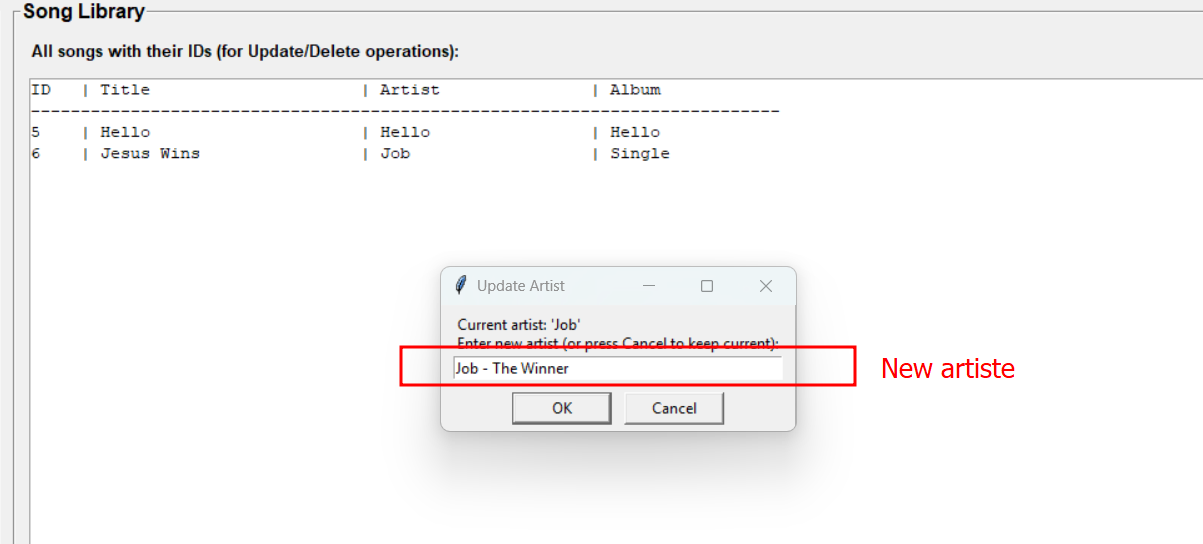 Song Library
All songs with their IDs (for Update/Delete operations):
ID | Title | Artist | Album
---------------------------------------------------------------------------
5 | Hello | Hello | Hello
6 | Jesus Wins | Job | Single
Update Artist
Current artist: 'Job'
Enter new artist (or press Cancel to keep current):
Job - The Winner
New artiste
OK Cancel